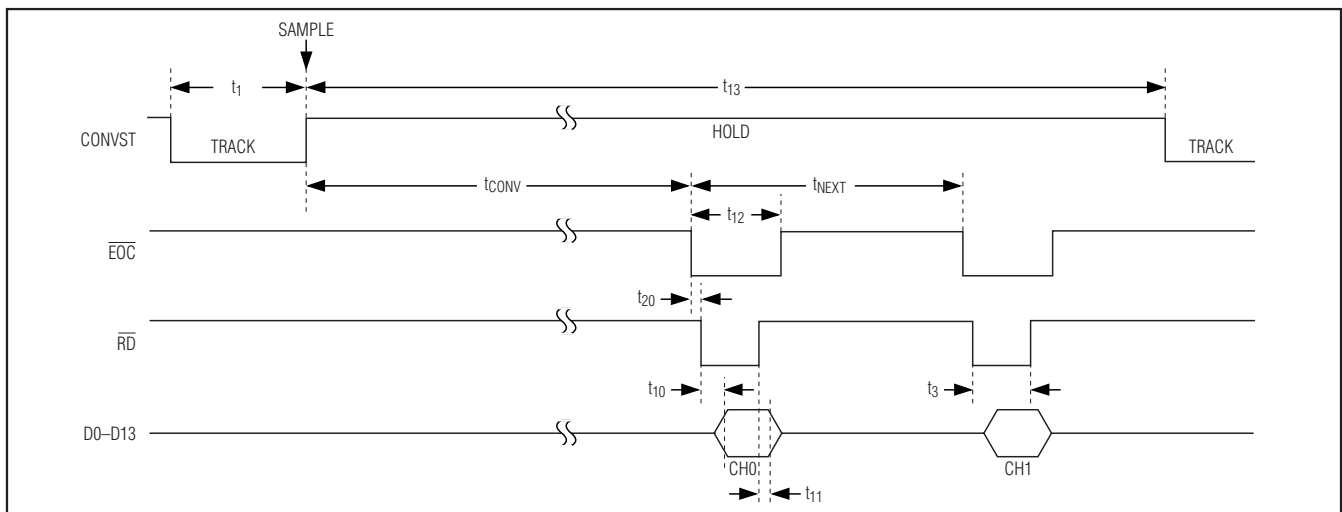 SAMPLE
t1
t13
CONVST
TRACK
HOLD
TRACK
tCONV
tNEXT
t12
EOC
t20
RD
t10
t3
D0–D13
CH0
CH1
t11